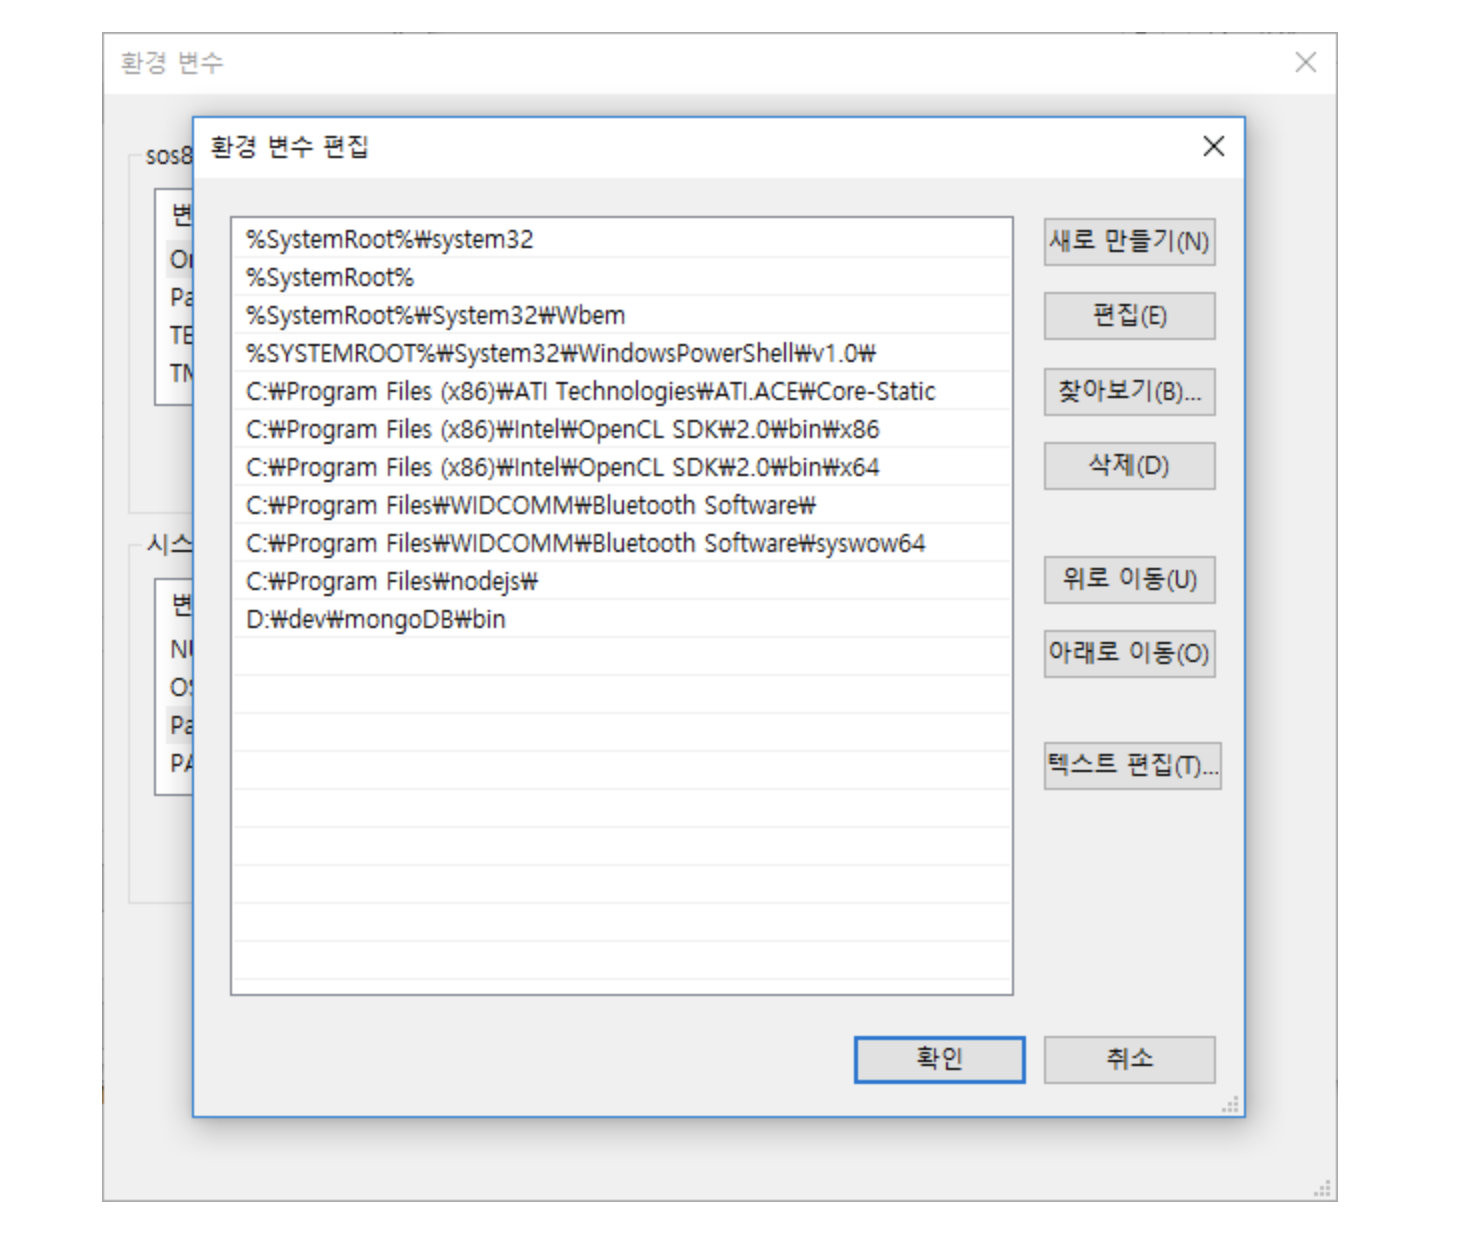 환경 변수
sos8
변
Pa
TE
시스
변
OS
Pa
PA
환경 변수 편집
%SystemRoot%₩system32
%SystemRoot%
%SystemRoot%₩System32₩Wbem
%SYSTEMROOT%₩System32₩WindowsPowerShell₩v1.0₩
C:₩Program Files (x86)₩ATI Technologies₩ATI.ACE₩Core-Static
C:₩Program Files (x86)₩Intel₩OpenCL SDK₩2.0₩bin₩x86
C:₩Program Files (x86)₩Intel₩OpenCL SDK₩2.0₩bin₩x64
C:₩Program Files₩WIDCOMM₩Bluetooth Software₩
C:₩Program Files₩WIDCOMM₩Bluetooth Software₩syswow64
C:₩Program Files₩nodejs₩
D:₩dev₩mongoDB₩bin
새로 만들기(N)
편집(E)
찾아보기(B)...
삭제(D)
위로 이동(U)
아래로 이동(O)
텍스트 편집(T)...
확인
취소